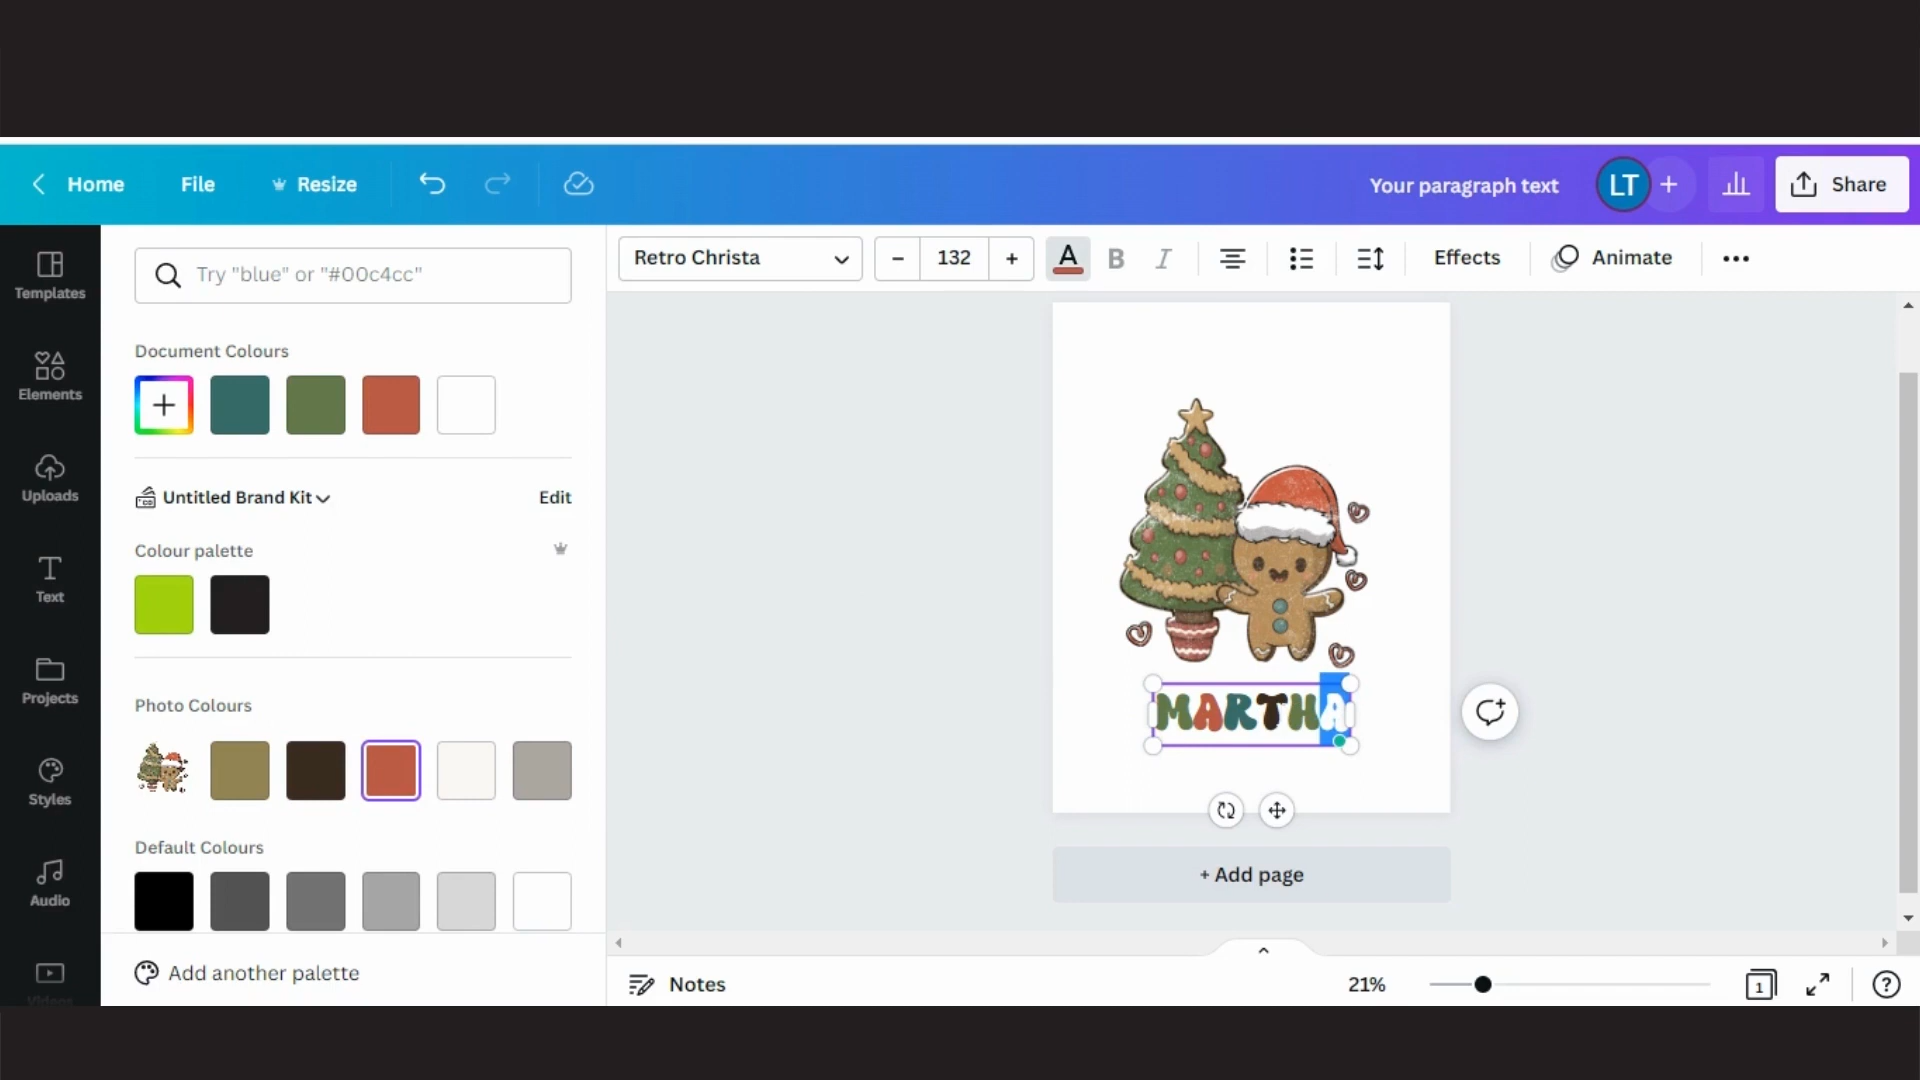 Home File Resize Your paragraph text LT + Share
Templates
Elements
Uploads
Text
Projects
Styles
Audio
Videos
Try "blue" or "#00c4cc"
Document Colours
Untitled Brand Kit Edit
Colour palette
Photo Colours
Default Colours
Add another palette
Retro Christa - 132 + A B I Effects Animate
MARTHA
+ Add page
Notes 21% 1 ?